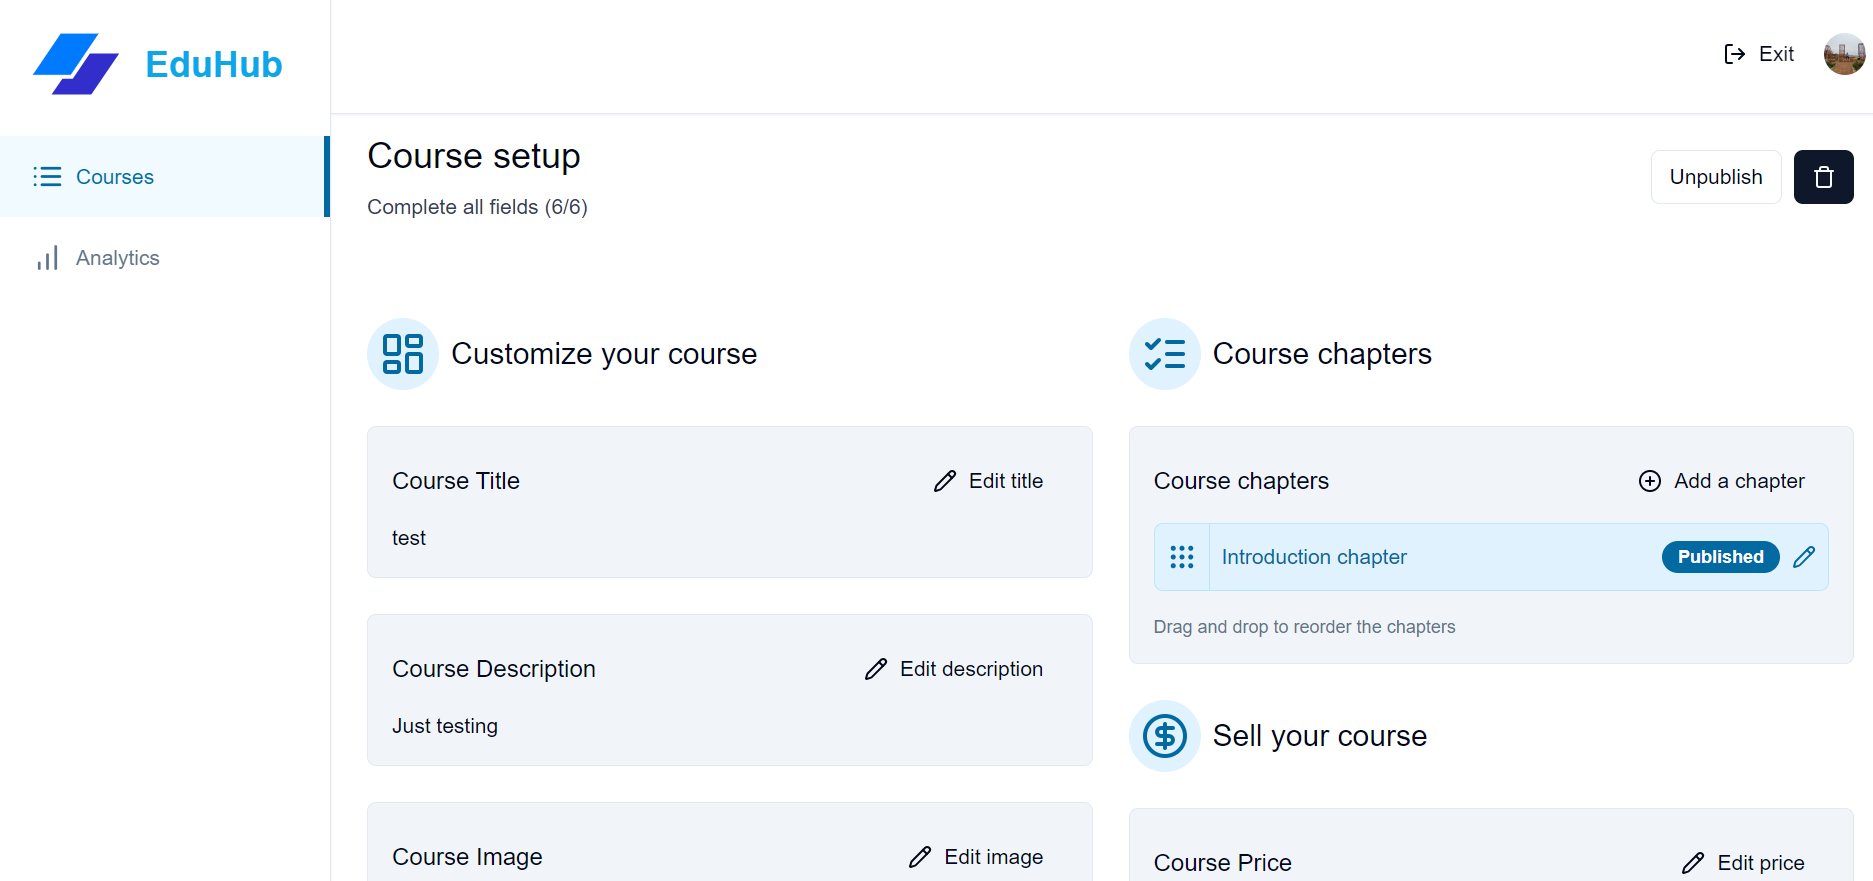 EduHub
Exit
Courses
Analytics
Course setup
Complete all fields (6/6)
Unpublish
Customize your course
Course Title
Edit title
test
Course Description
Edit description
Just testing
Course Image
Edit image
Course chapters
Course chapters
Add a chapter
Introduction chapter
Published
Drag and drop to reorder the chapters
Sell your course
Course Price
Edit price